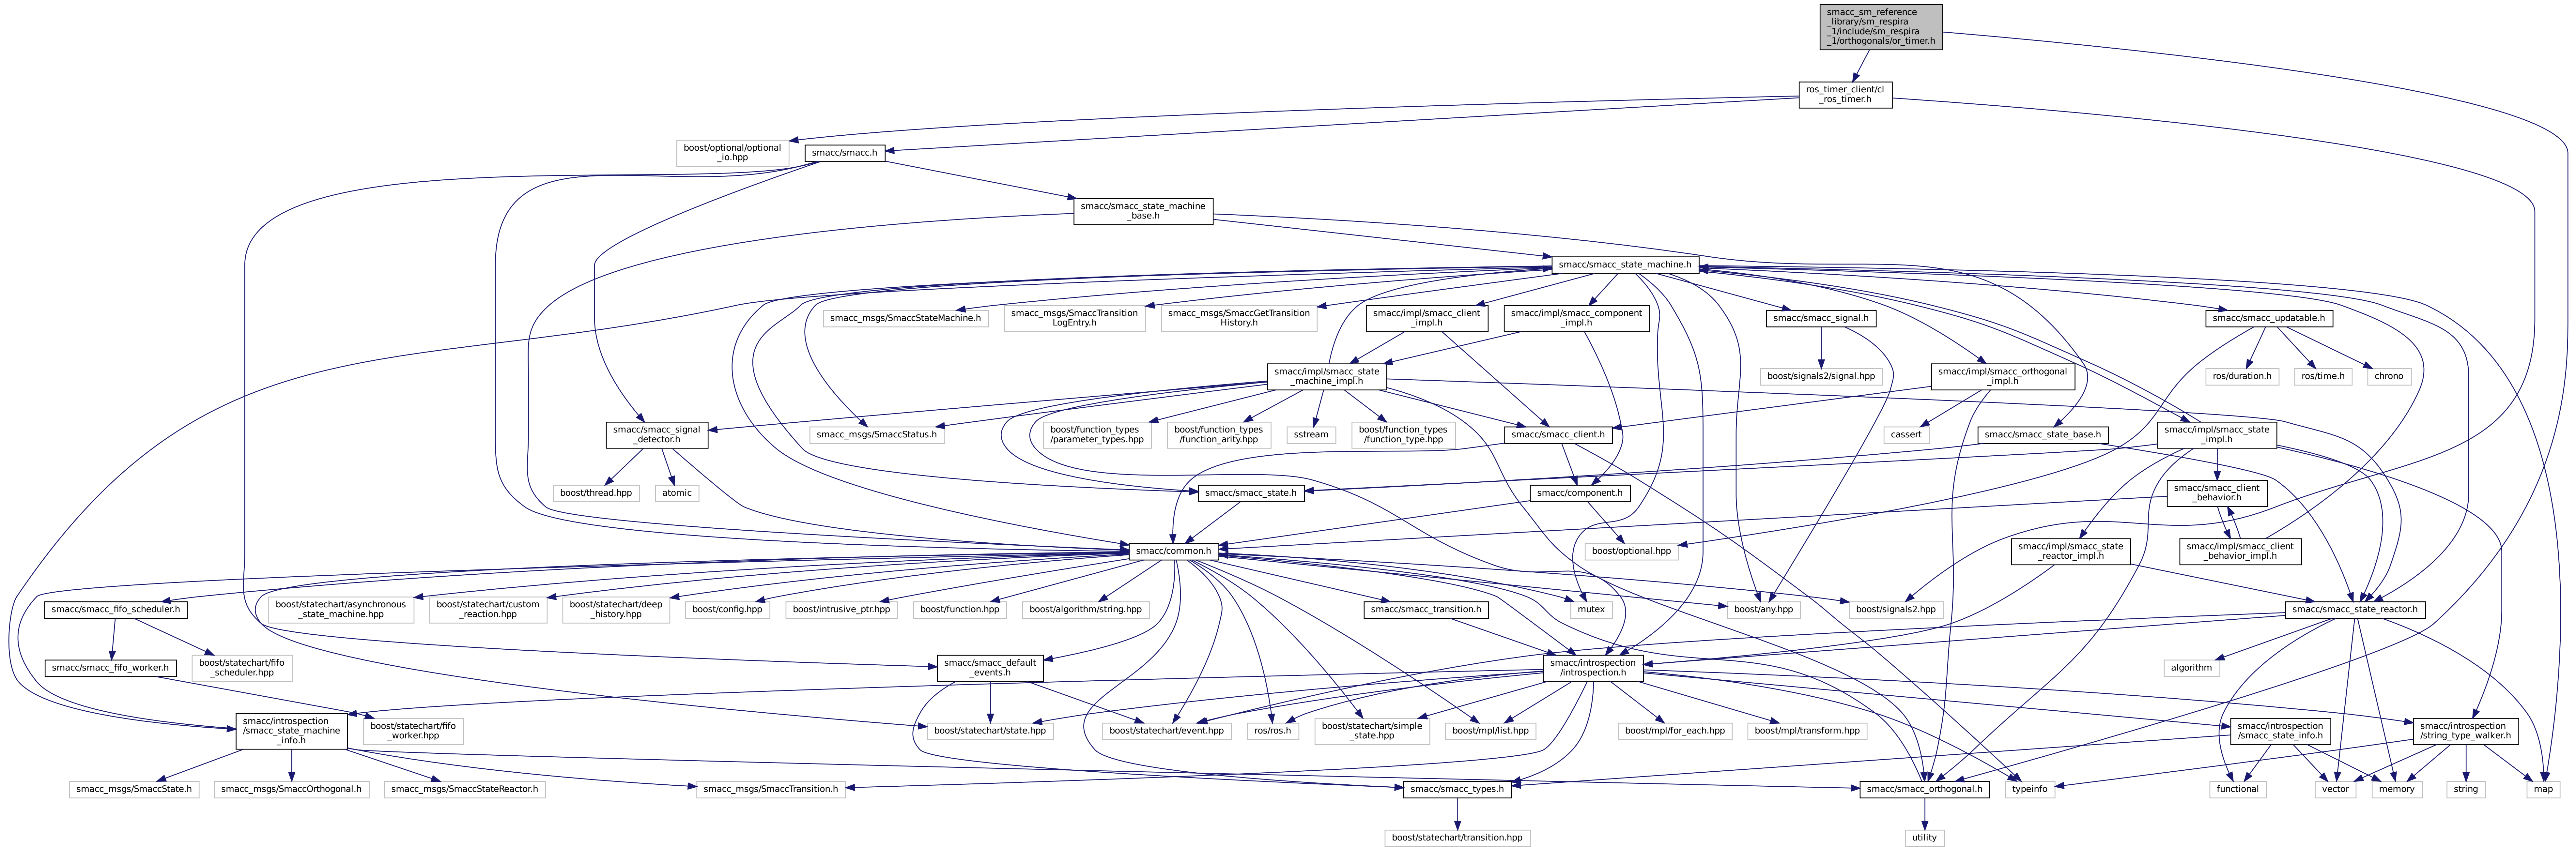 smacc_sm_reference
_library/sm_respira
_1/include/sm_respira
_1/orthogonals/or_timer.h
ros_timer_client/cl
_ros_timer.h
boost/optional/optional
_io.hpp
smacc/smacc.h
smacc/smacc_state_machine
_base.h
smacc/smacc_state_machine.h
smacc_msgs/SmaccStateMachine.h
smacc_msgs/SmaccTransition
LogEntry.h
smacc_msgs/SmaccGetTransition
History.h
smacc/impl/smacc_client
_impl.h
smacc/impl/smacc_component
_impl.h
smacc/smacc_signal.h
smacc/smacc_updatable.h
smacc/impl/smacc_state
_machine_impl.h
boost/signals2/signal.hpp
smacc/impl/smacc_orthogonal
_impl.h
ros/duration.h
ros/time.h
chrono
smacc/smacc_signal
_detector.h
smacc_msgs/SmaccStatus.h
boost/function_types
/parameter_types.hpp
boost/function_types
/function_arity.hpp
sstream
boost/function_types
/function_type.hpp
smacc/smacc_client.h
cassert
smacc/smacc_state_base.h
smacc/impl/smacc_state
_impl.h
boost/thread.hpp
atomic
smacc/smacc_state.h
smacc/component.h
smacc/smacc_client
_behavior.h
smacc/common.h
boost/optional.hpp
smacc/impl/smacc_state
_reactor_impl.h
smacc/impl/smacc_client
_behavior_impl.h
smacc/smacc_fifo_scheduler.h
boost/statechart/asynchronous
_state_machine.hpp
boost/statechart/custom
_reaction.hpp
boost/statechart/deep
_history.hpp
boost/config.hpp
boost/intrusive_ptr.hpp
boost/function.hpp
boost/algorithm/string.hpp
smacc/smacc_transition.h
mutex
boost/any.hpp
boost/signals2.hpp
smacc/smacc_state_reactor.h
smacc/smacc_fifo_worker.h
boost/statechart/fifo
_scheduler.hpp
smacc/smacc_default
_events.h
smacc/introspection
/introspection.h
algorithm
smacc/introspection
/smacc_state_machine
_info.h
boost/statechart/fifo
_worker.hpp
boost/statechart/state.hpp
boost/statechart/event.hpp
ros/ros.h
boost/statechart/simple
_state.hpp
boost/mpl/list.hpp
boost/mpl/for_each.hpp
boost/mpl/transform.hpp
smacc/introspection
/smacc_state_info.h
smacc/introspection
/string_type_walker.h
smacc_msgs/SmaccState.h
smacc_msgs/SmaccOrthogonal.h
smacc_msgs/SmaccStateReactor.h
smacc_msgs/SmaccTransition.h
smacc/smacc_types.h
smacc/smacc_orthogonal.h
typeinfo
functional
vector
memory
string
map
boost/statechart/transition.hpp
utility